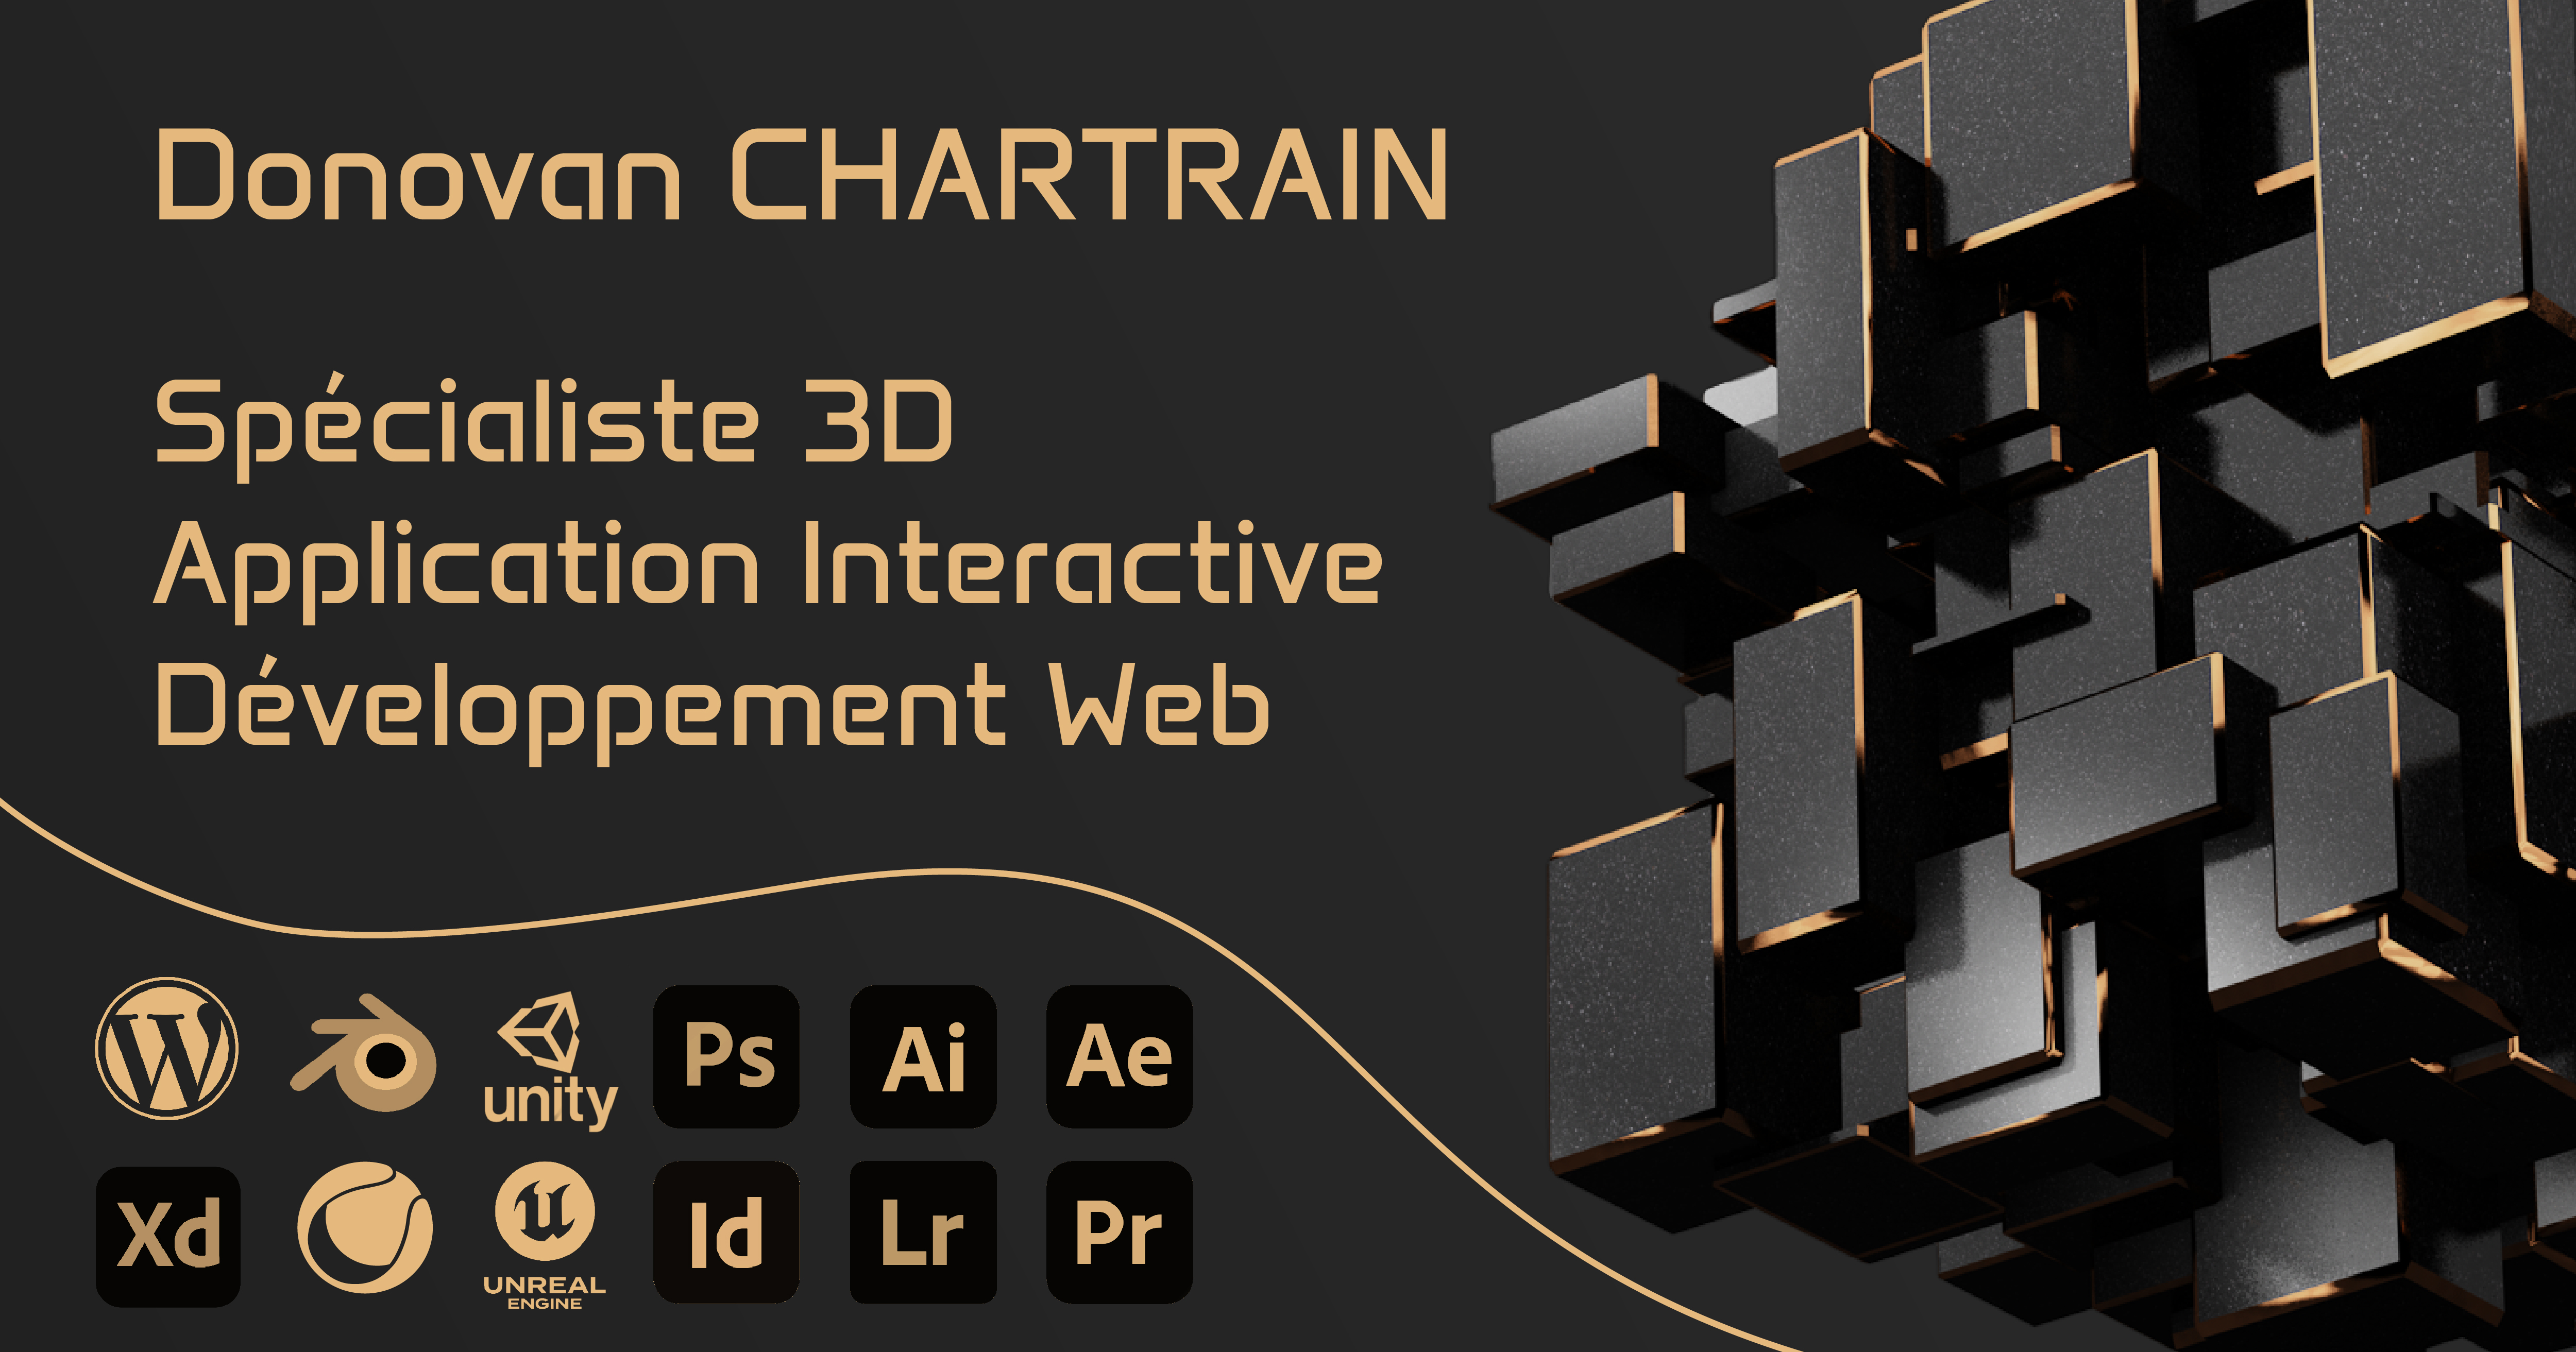 Donovan CHARTRAIN
Spécialiste 3D
Application Interactive
Développement Web
unity
Ps
Ai
Ae
Xd
UNREAL
ENGINE
Id
Lr
Pr